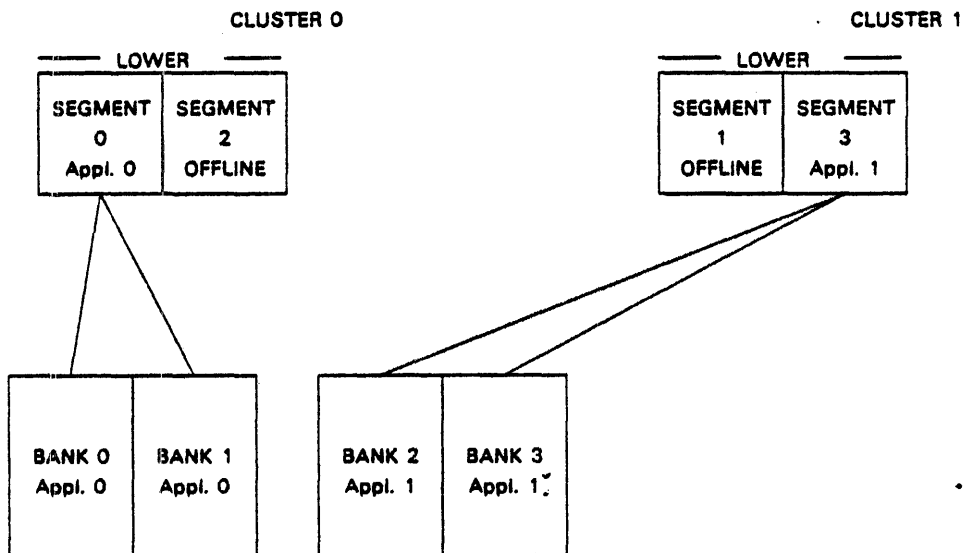 CLUSTER 0
CLUSTER 1
LOWER
LOWER
SEGMENT
0
Appl. 0
SEGMENT
2
OFFLINE
SEGMENT
1
OFFLINE
SEGMENT
3
Appl. 1
BANK 0
Appl. 0
BANK 1
Appl. 0
BANK 2
Appl. 1
BANK 3
Appl. 1